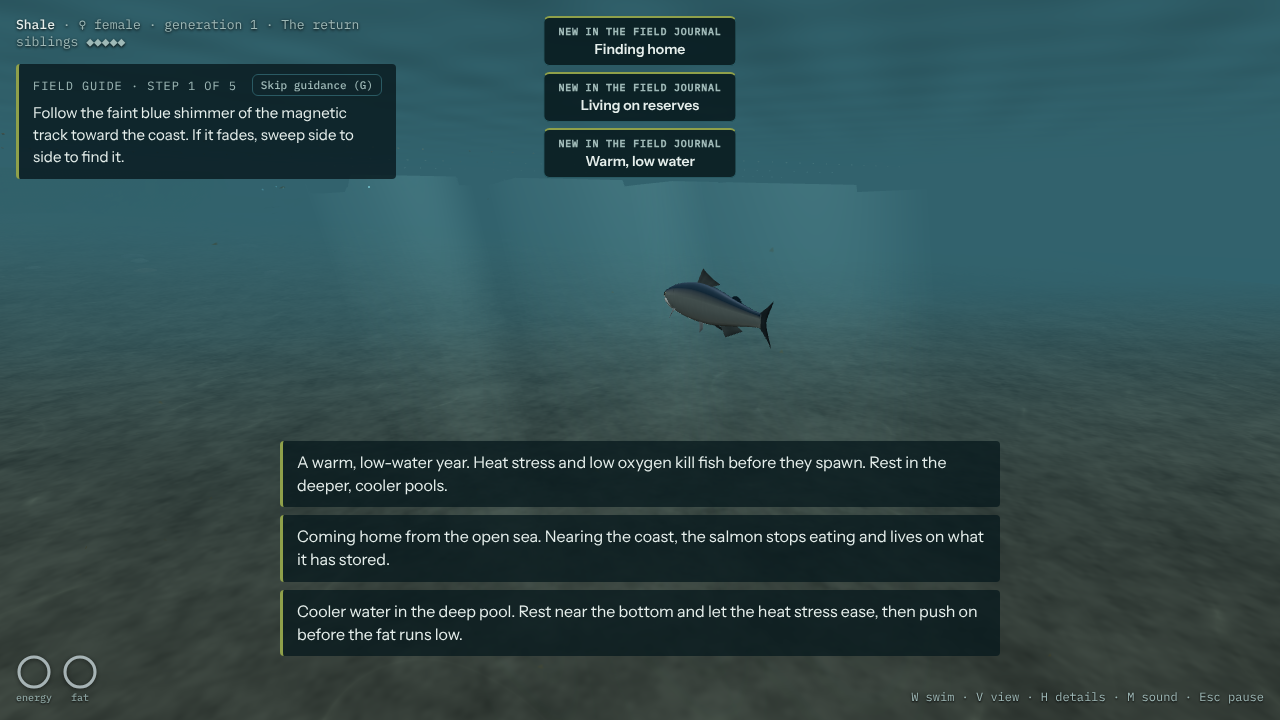 Shale · ♀ female · generation 1 · The return
siblings ◆◆◆◆◆
FIELD GUIDE · STEP 1 OF 5
Skip guidance (G)
Follow the faint blue shimmer of the magnetic
track toward the coast. If it fades, sweep side to
side to find it.
NEW IN THE FIELD JOURNAL
Finding home
NEW IN THE FIELD JOURNAL
Living on reserves
NEW IN THE FIELD JOURNAL
Warm, low water
A warm, low-water year. Heat stress and low oxygen kill fish before they spawn. Rest in the
deeper, cooler pools.
Coming home from the open sea. Nearing the coast, the salmon stops eating and lives on what
it has stored.
Cooler water in the deep pool. Rest near the bottom and let the heat stress ease, then push on
before the fat runs low.
energy fat
W swim · V view · H details · M sound · Esc pause